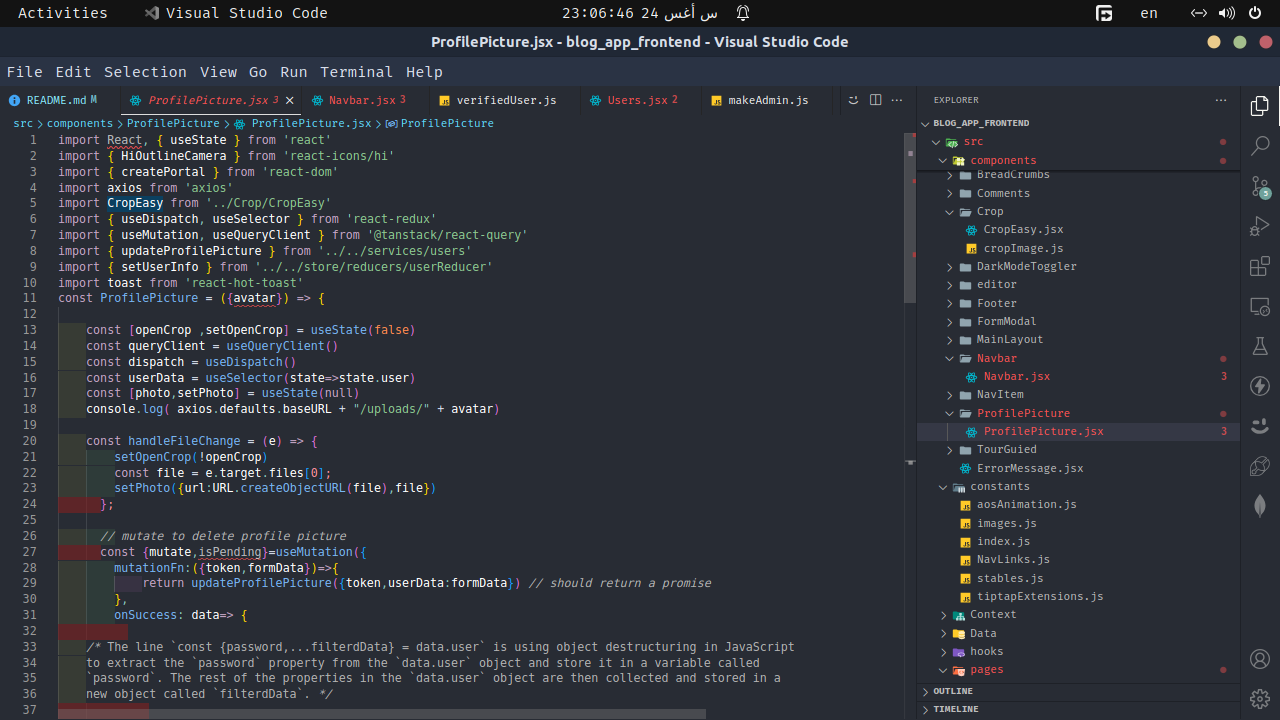 Activities Visual Studio Code 23:06:46 24 س أغس en
ProfilePicture.jsx - blog_app_frontend - Visual Studio Code
File Edit Selection View Go Run Terminal Help
README.md M ProfilePicture.jsx 3 Navbar.jsx 3 verifiedUser.js Users.jsx 2 makeAdmin.js
src > components > ProfilePicture > ProfilePicture.jsx > ProfilePicture
1 import React, { useState } from 'react'
2 import { HiOutlineCamera } from 'react-icons/hi'
3 import { createPortal } from 'react-dom'
4 import axios from 'axios'
5 import CropEasy from '../Crop/CropEasy'
6 import { useDispatch, useSelector } from 'react-redux'
7 import { useMutation, useQueryClient } from '@tanstack/react-query'
8 import { updateProfilePicture } from '../../services/users'
9 import { setUserInfo } from '../../store/reducers/userReducer'
10 import toast from 'react-hot-toast'
11 const ProfilePicture = ({avatar}) => {
12
13 const [openCrop ,setOpenCrop] = useState(false)
14 const queryClient = useQueryClient()
15 const dispatch = useDispatch()
16 const userData = useSelector(state=>state.user)
17 const [photo,setPhoto] = useState(null)
18 console.log( axios.defaults.baseURL + "/uploads/" + avatar)
19
20 const handleFileChange = (e) => {
21 setOpenCrop(!openCrop)
22 const file = e.target.files[0];
23 setPhoto({url:URL.createObjectURL(file),file})
24 };
25
26 // mutate to delete profile picture
27 const {mutate,isPending}=useMutation({
28 mutationFn:({token,formData})=>{
29 return updateProfilePicture({token,userData:formData}) // should return a promise
30 },
31 onSuccess: data=> {
32
33 /* The line `const {password,...filterdData} = data.user` is using object destructuring in JavaScript
34 to extract the `password` property from the `data.user` object and store it in a variable called
35 `password`. The rest of the properties in the `data.user` object are then collected and stored in a
36 new object called `filterdData`. */
37
EXPLORER
BLOG_APP_FRONTEND
src
components
BreadCrumbs
Comments
Crop
CropEasy.jsx
cropImage.js
DarkModeToggler
editor
Footer
FormModal
MainLayout
Navbar
Navbar.jsx 3
NavItem
ProfilePicture
ProfilePicture.jsx 3
TourGuied
ErrorMessage.jsx
constants
aosAnimation.js
images.js
index.js
NavLinks.js
stables.js
tiptapExtensions.js
Context
Data
hooks
pages
OUTLINE
TIMELINE
5